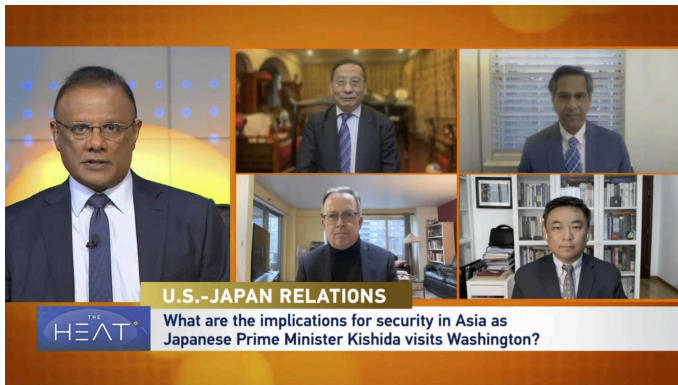 U.S.-JAPAN RELATIONS
THE
HEAT
What are the implications for security in Asia as
Japanese Prime Minister Kishida visits Washington?